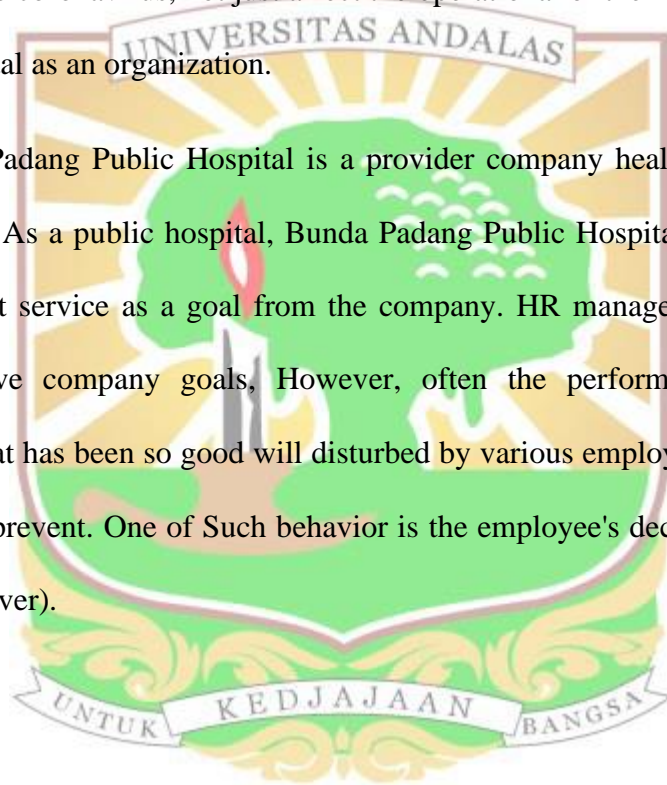 UNIVERSITAS ANDALAS
al as an organization.
Padang Public Hospital is a provider company heal
As a public hospital, Bunda Padang Public Hospita
t service as a goal from the company. HR manage
ve company goals, However, often the perform
at has been so good will disturbed by various employ
prevent. One of Such behavior is the employee's dec
ver).
UNTUK KEDJAJAAN BANGSA